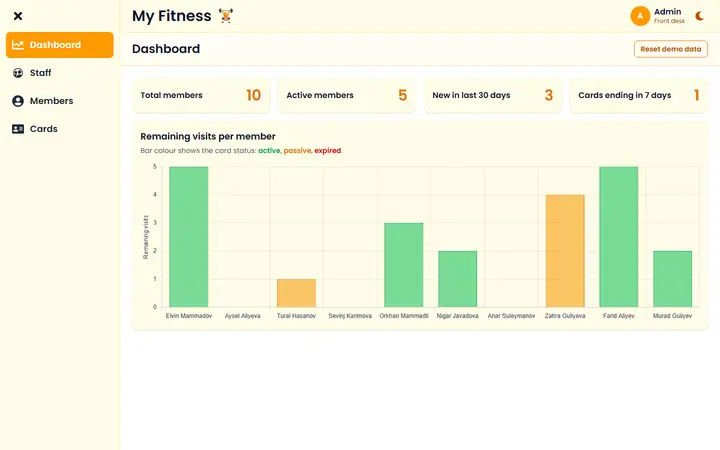 My Fitness
A
Admin
Front desk
Dashboard
Staff
Members
Cards
Dashboard
Reset demo data
Total members 10
Active members 5
New in last 30 days 3
Cards ending in 7 days 1
Remaining visits per member
Bar colour shows the card status: active, passive, expired.
Remaining visits
5
4
3
2
1
0
Elvin Mammadov
Aysel Aliyeva
Tural Hasanov
Sevinj Karimova
Orkhan Mammadli
Nigar Javadova
Anar Suleymanov
Zahra Guliyeva
Farid Aliyev
Murad Guliyev